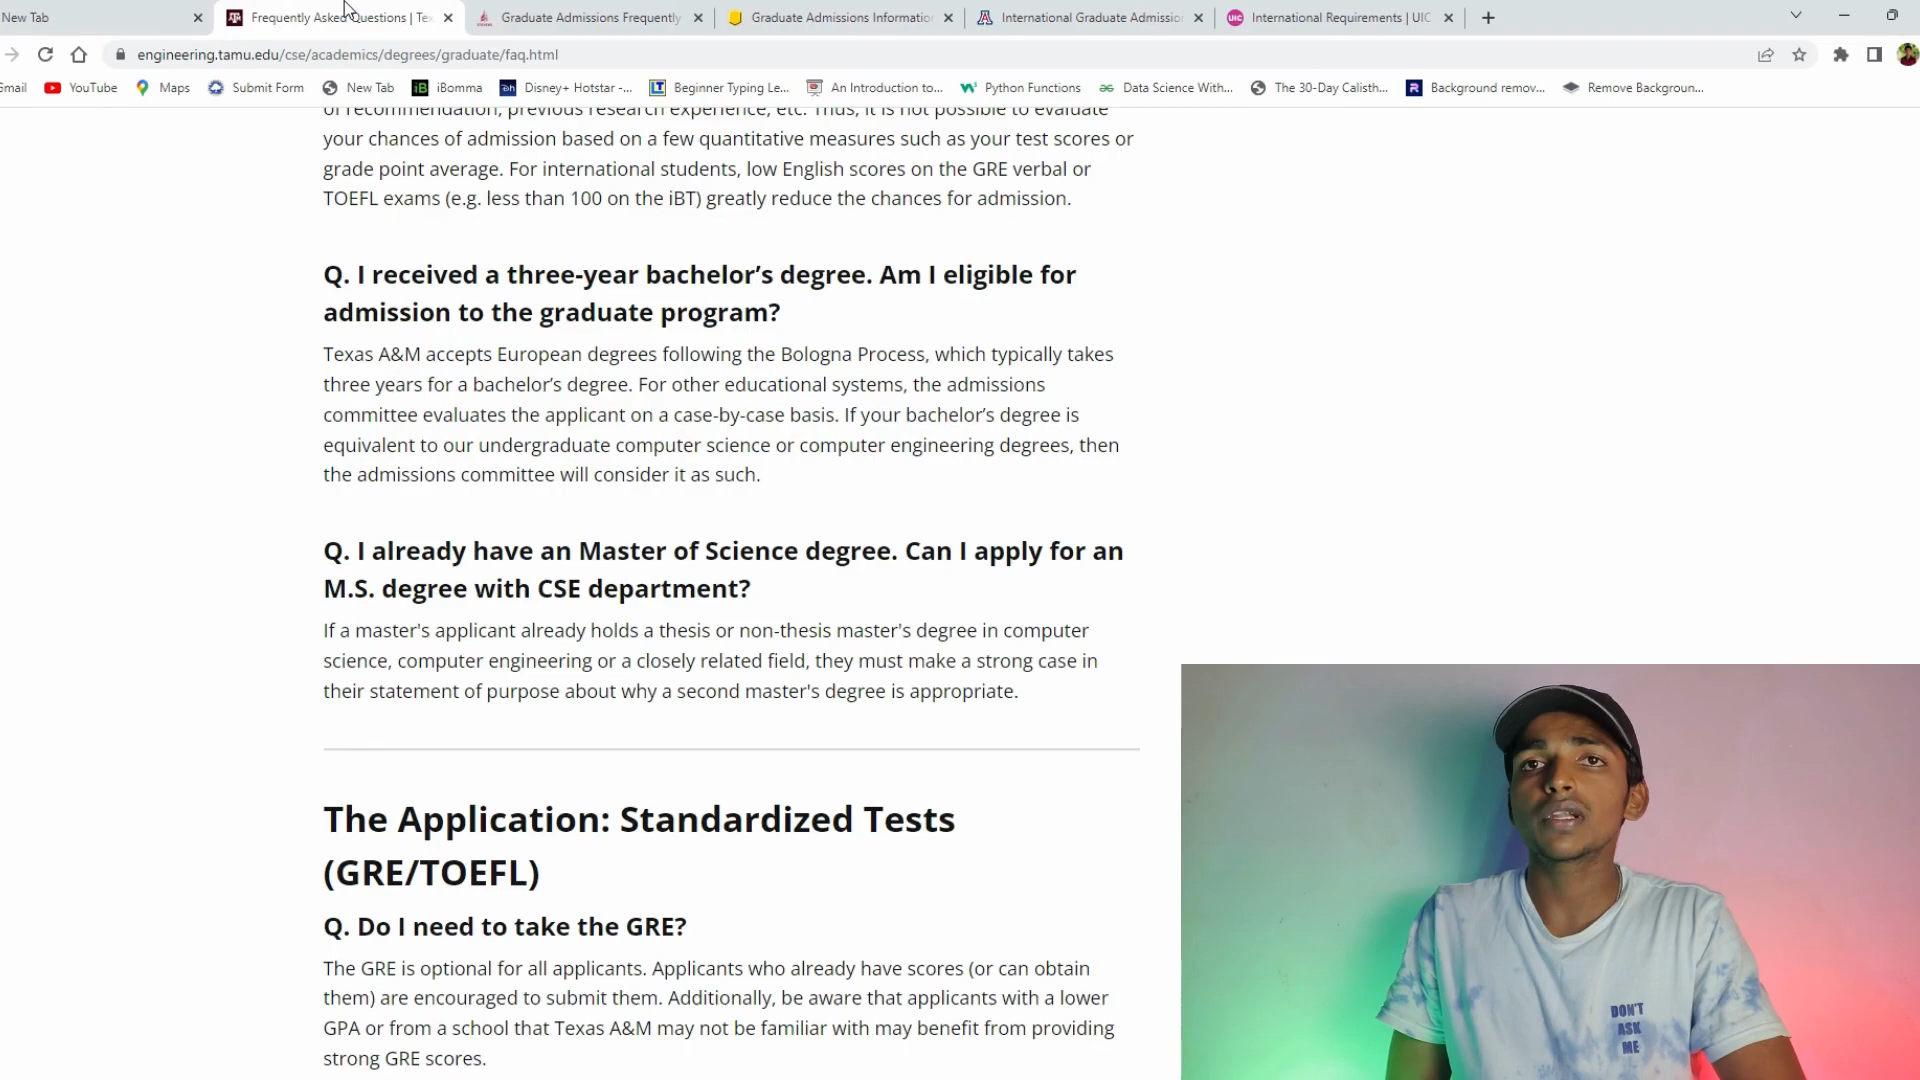 New Tab
Frequently Asked Questions | Tex
Graduate Admissions Frequently
Graduate Admissions Information
International Graduate Admission
International Requirements | UIC
engineering.tamu.edu/cse/academics/degrees/graduate/faq.html
Gmail
YouTube
Maps
Submit Form
New Tab
iBomma
Disney+ Hotstar -...
Beginner Typing Le...
An Introduction to...
Python Functions
Data Science With...
The 30-Day Calisth...
Background remov...
Remove Backgroun...
of recommendation, previous research experience, etc. Thus, it is not possible to evaluate
your chances of admission based on a few quantitative measures such as your test scores or
grade point average. For international students, low English scores on the GRE verbal or
TOEFL exams (e.g. less than 100 on the iBT) greatly reduce the chances for admission.
Q. I received a three-year bachelor’s degree. Am I eligible for
admission to the graduate program?
Texas A&M accepts European degrees following the Bologna Process, which typically takes
three years for a bachelor’s degree. For other educational systems, the admissions
committee evaluates the applicant on a case-by-case basis. If your bachelor’s degree is
equivalent to our undergraduate computer science or computer engineering degrees, then
the admissions committee will consider it as such.
Q. I already have an Master of Science degree. Can I apply for an
M.S. degree with CSE department?
If a master's applicant already holds a thesis or non-thesis master's degree in computer
science, computer engineering or a closely related field, they must make a strong case in
their statement of purpose about why a second master's degree is appropriate.
The Application: Standardized Tests
(GRE/TOEFL)
Q. Do I need to take the GRE?
The GRE is optional for all applicants. Applicants who already have scores (or can obtain
them) are encouraged to submit them. Additionally, be aware that applicants with a lower
GPA or from a school that Texas A&M may not be familiar with may benefit from providing
strong GRE scores.
DON'T
ASK
ME